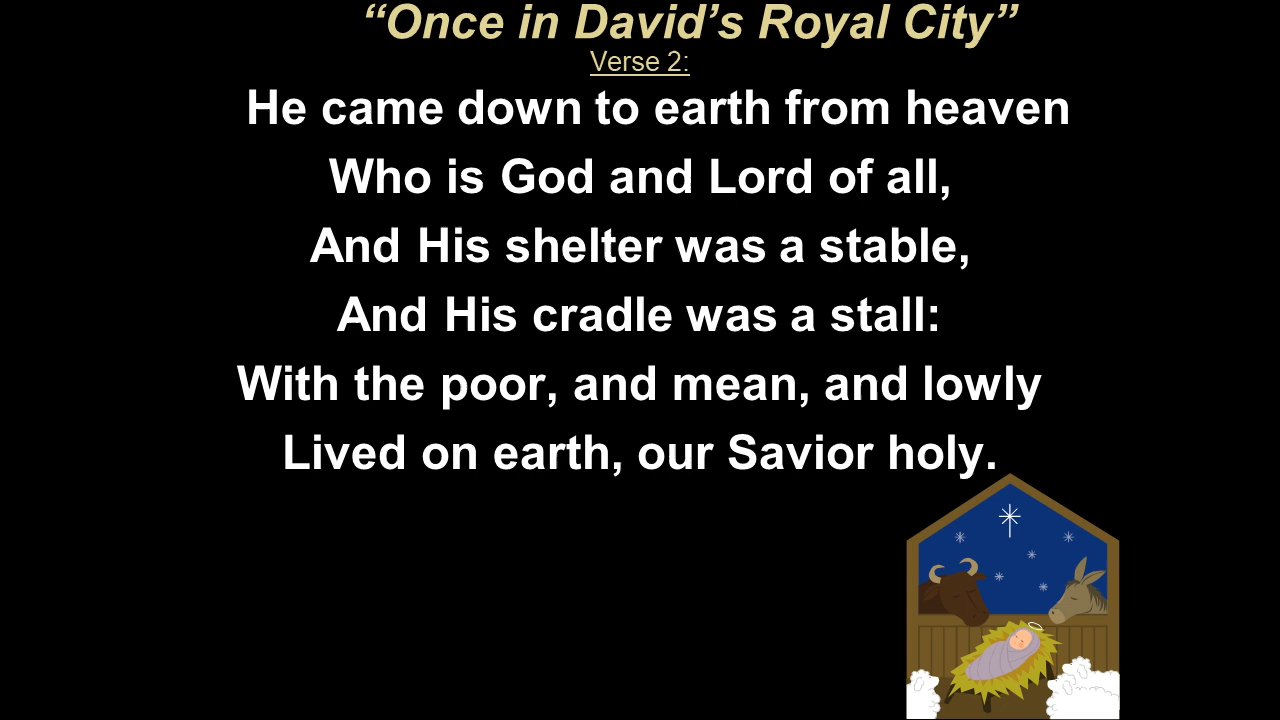 “Once in David’s Royal City”
Verse 2:
He came down to earth from heaven
Who is God and Lord of all,
And His shelter was a stable,
And His cradle was a stall:
With the poor, and mean, and lowly
Lived on earth, our Savior holy.